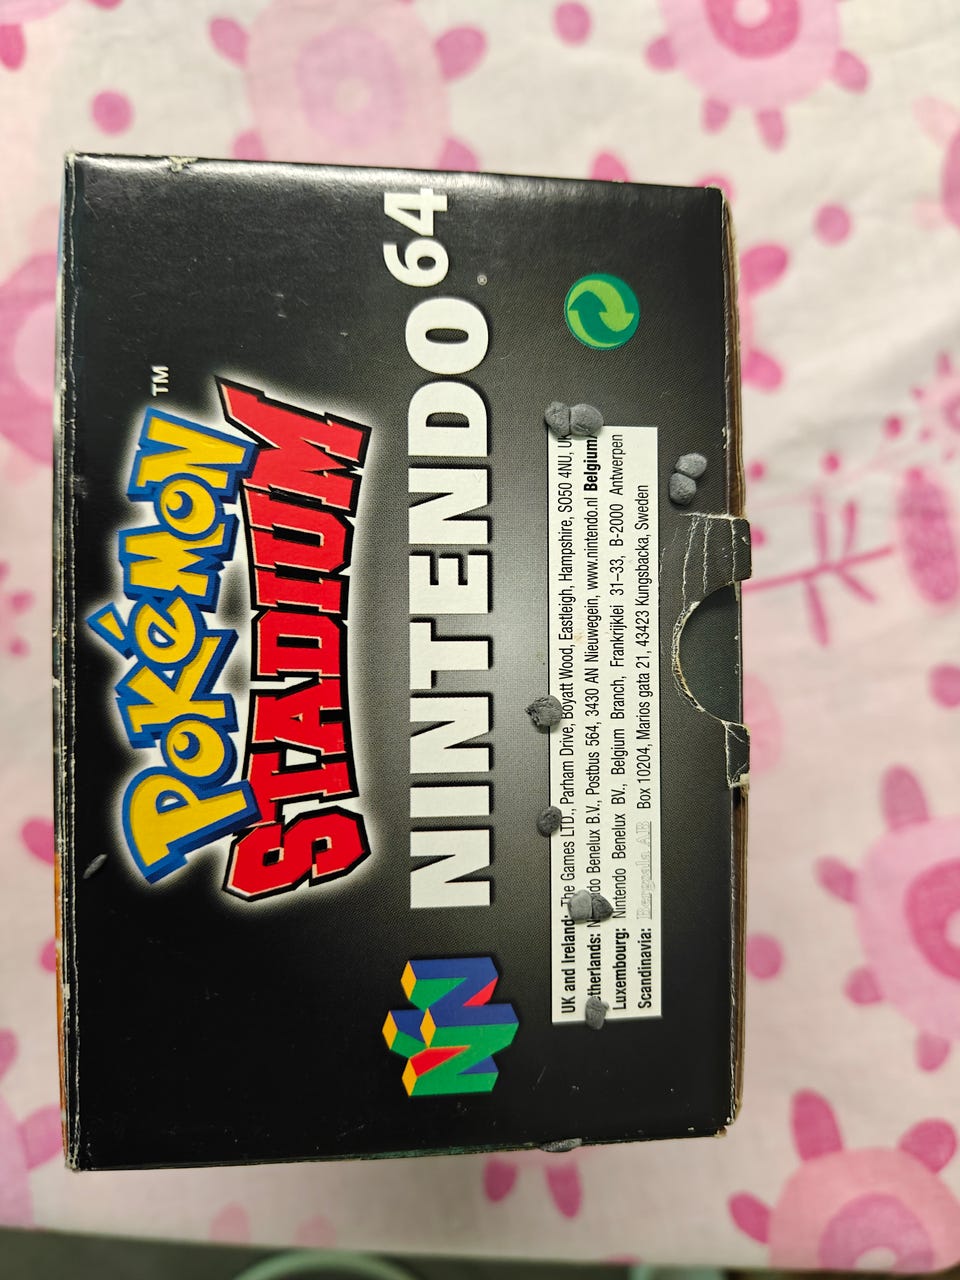 POKéMON
STADIUM
TM
NINTENDO 64
®
UK and Ireland: The Games LTD., Parham Drive, Boyatt Wood, Eastleigh, Hampshire, SO50 4NU, UK
Nintendo Benelux B.V., Postbus 564, 3430 AN Nieuwegein, www.nintendo.nl Belgium/
Luxembourg: Nintendo Benelux BV., Belgium Branch, Frankrijklei 31–33, B-2000 Antwerpen
Scandinavia: Bergsala AB Box 10204, Marios gata 21, 43423 Kungsbacka, Sweden